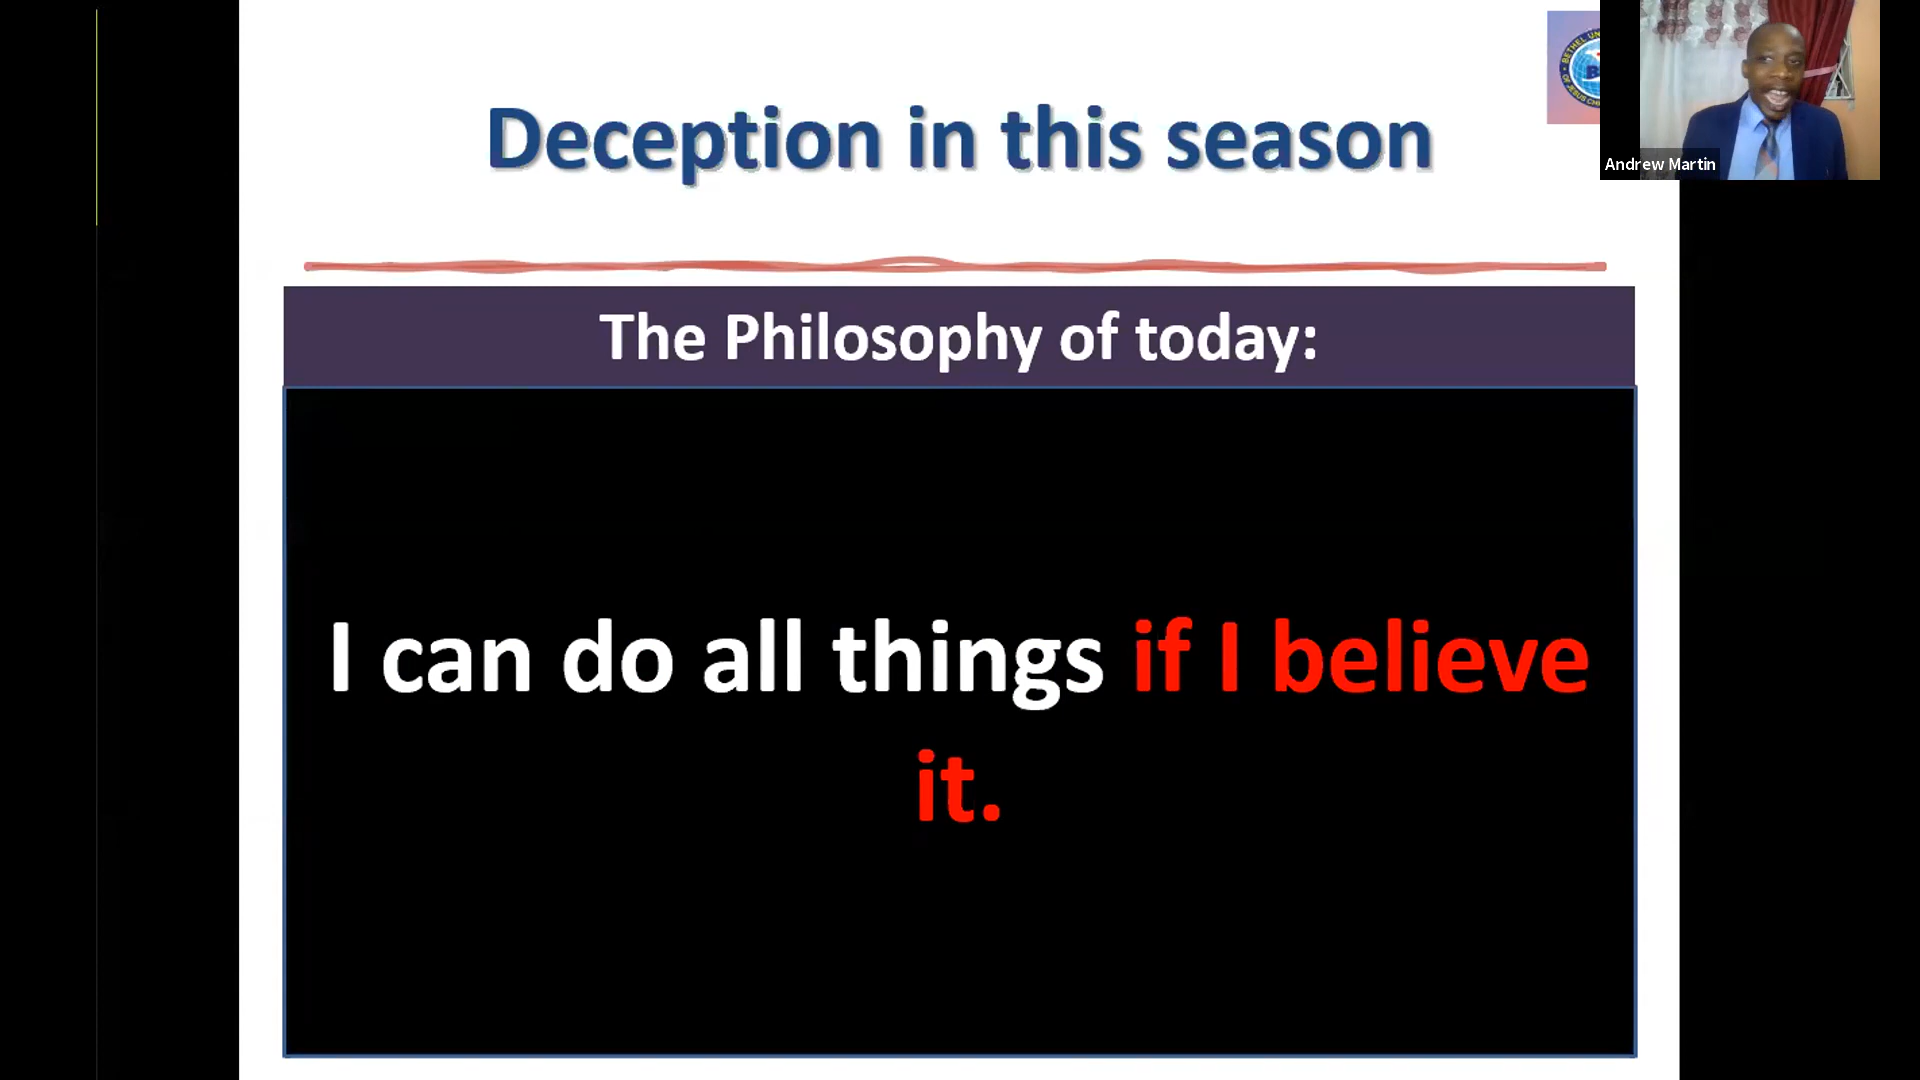 Deception in this season
Andrew Martin
The Philosophy of today:
I can do all things if I believe
it.